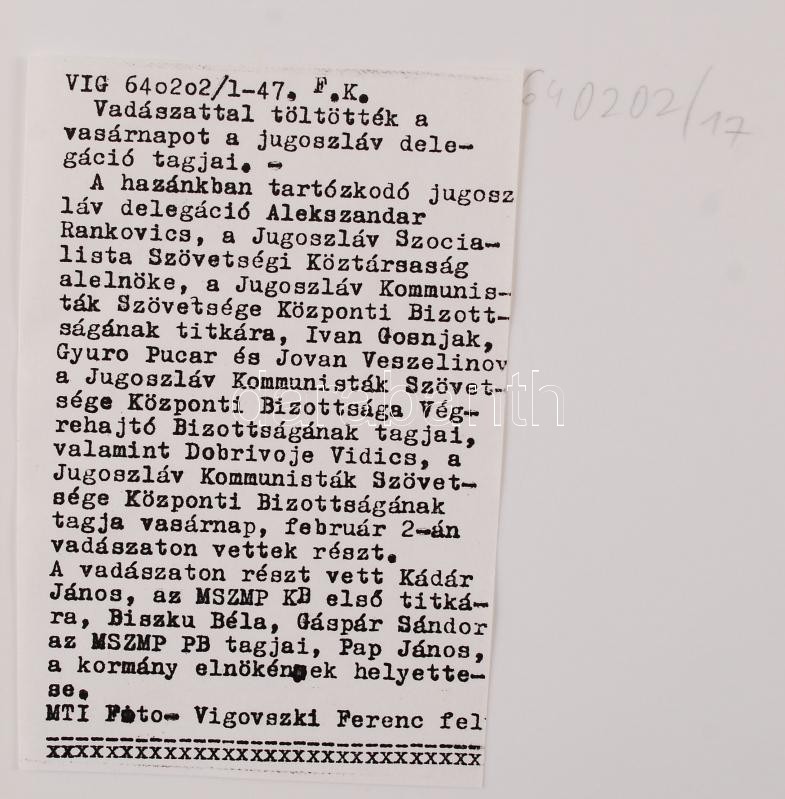 VIG 640202/1-47. F.K.
640202/17
Vadászattal töltötték a
vasárnapot a jugoszláv dele-
gáció tagjai. -
A hazánkban tartózkodó jugosz
láv delegáció Alekszandar
Rankovics, a Jugoszláv Szocia-
lista Szövetségi Köztársaság
alelnöke, a Jugoszláv Kommunis-
ták Szövetsége Központi Bizott-
ságának titkára, Ivan Gosnjak,
Gyuro Pucar és Jovan Veszelinov
a Jugoszláv Kommunisták Szövet-
sége Központi Bizottsága Vég-
rehajtó Bizottságának tagjai,
valamint Dobrivoje Vidics, a
Jugoszláv Kommunisták Szövet-
sége Központi Bizottságának
tagja vasárnap, február 2-án
vadászaton vettek részt.
A vadászaton részt vett Kádár
János, az MSZMP KB első titká-
ra, Biszku Béla, Gáspár Sándor
az MSZMP PB tagjai, Pap János,
a kormány elnökének helyette-
se.
MTI Foto- Vigovszki Ferenc fel
xxxxxxxxxxxxxxxxxxxxxxxxxxxxxx
darabanth